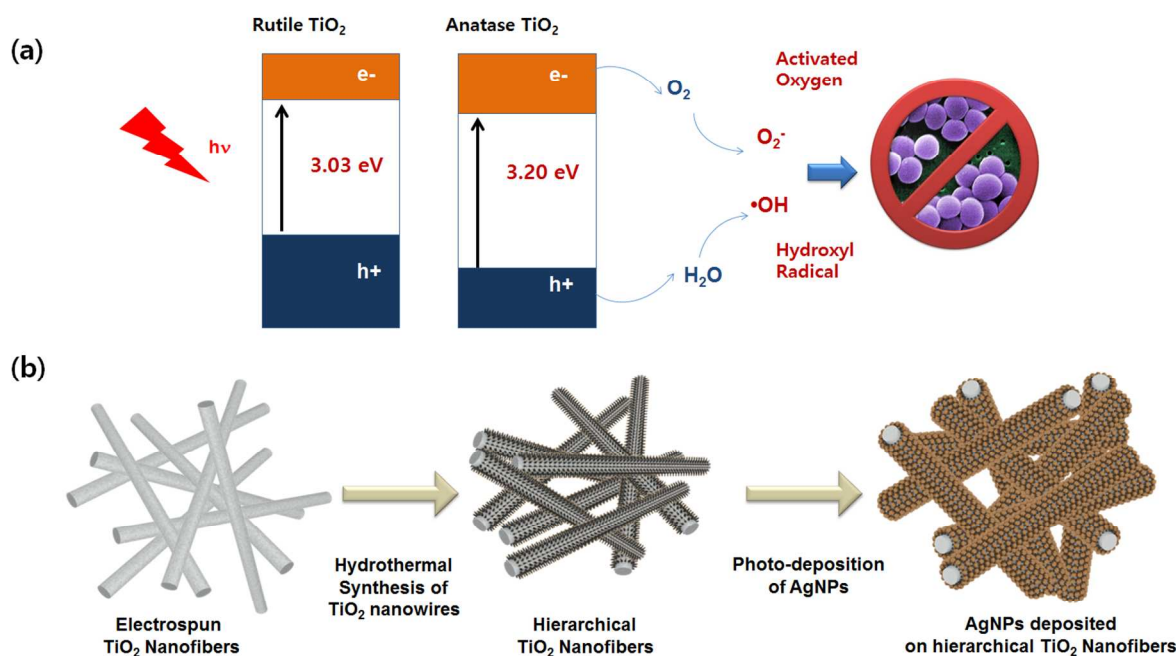 (a)
Rutile TiO₂
Anatase TiO₂
hν
e-
3.03 eV
h+
e-
3.20 eV
h+
O₂
H₂O
Activated
Oxygen
O₂⁻
•OH
Hydroxyl
Radical
(b)
Electrospun
TiO₂ Nanofibers
Hydrothermal
Synthesis of
TiO₂ nanowires
Hierarchical
TiO₂ Nanofibers
Photo-deposition
of AgNPs
AgNPs deposited
on hierarchical TiO₂ Nanofibers